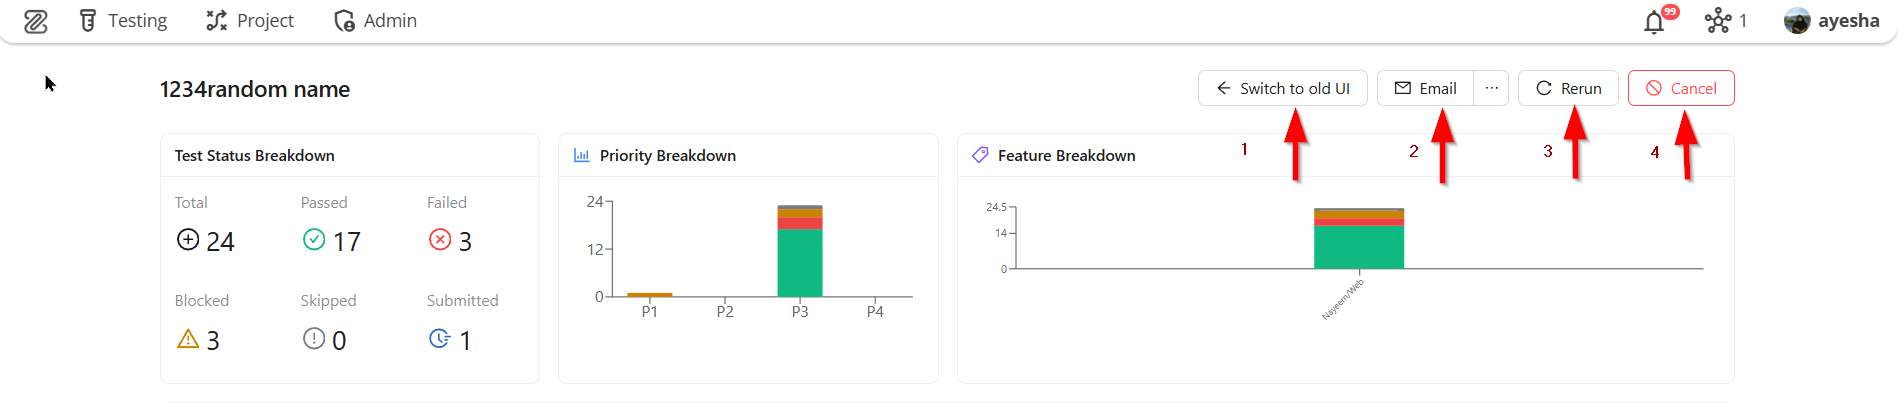 Testing Project Admin 99 1 ayesha
1234random name
Switch to old UI Email ... Rerun Cancel
1 2 3 4
Test Status Breakdown
Total Passed Failed
24 17 3
Blocked Skipped Submitted
3 0 1
Priority Breakdown
24
12
0
P1 P2 P3 P4
Feature Breakdown
24.5
14
0
Nayeem/Web